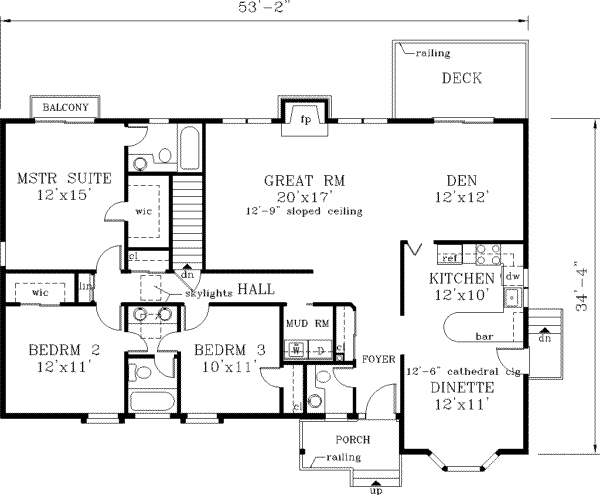 53'-2"
railing
DECK
BALCONY
fp
MSTR SUITE
12'x15'
wic
GREAT RM
20'x17'
12'-9" sloped ceiling
DEN
12'x12'
cl
dn
ref
KITCHEN
12'x10'
dw
34'-4"
wic
lin
skylights
HALL
MUD RM
W
D
cl
bar
dn
BEDRM 2
12'x11'
BEDRM 3
10'x11'
FOYER
12'-6" cathedral clg
DINETTE
12'x11'
cl
PORCH
railing
up